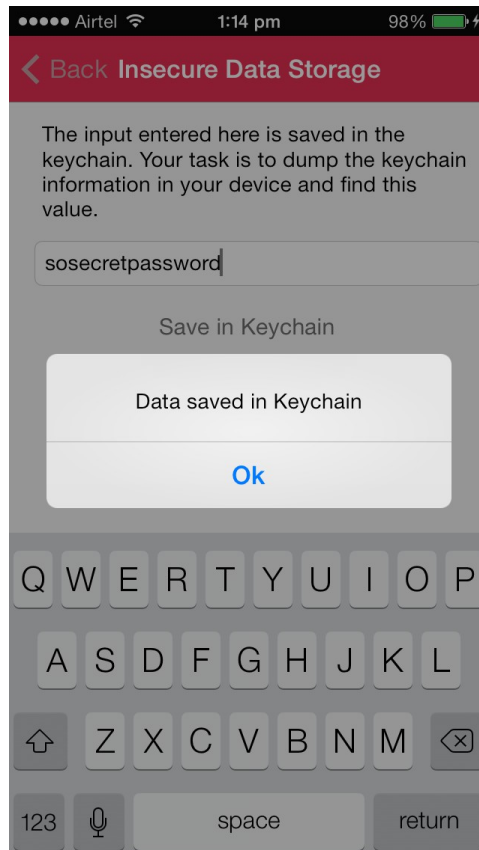 Airtel 1:14 pm 98%
Back Insecure Data Storage
The input entered here is saved in the
keychain. Your task is to dump the keychain
information in your device and find this
value.
sosecretpassword
Save in Keychain
Data saved in Keychain
Ok
Q W E R T Y U I O P
A S D F G H J K L
Z X C V B N M
123 space return